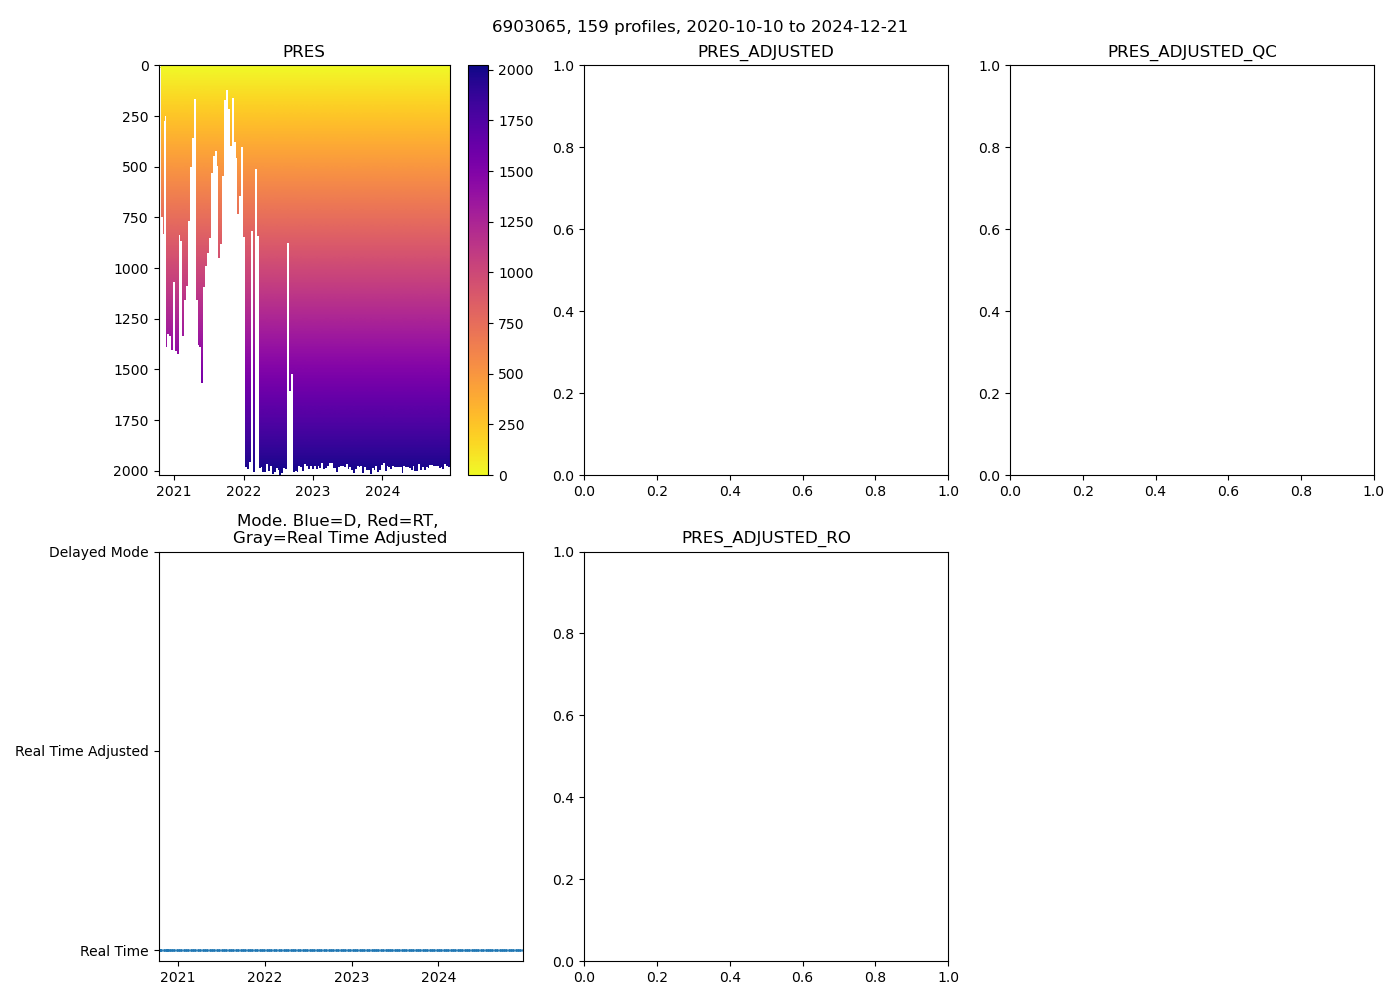 6903065, 159 profiles, 2020-10-10 to 2024-12-21
PRES
0
250
500
750
1000
1250
1500
1750
2000
2021 2022 2023 2024
2000
1750
1500
1250
1000
750
500
250
0
PRES_ADJUSTED
1.0
0.8
0.6
0.4
0.2
0.0
0.0 0.2 0.4 0.6 0.8 1.0
PRES_ADJUSTED_QC
1.0
0.8
0.6
0.4
0.2
0.0
0.0 0.2 0.4 0.6 0.8 1.0
Mode. Blue=D, Red=RT,
Gray=Real Time Adjusted
Delayed Mode
Real Time Adjusted
Real Time
2021 2022 2023 2024
PRES_ADJUSTED_RO
1.0
0.8
0.6
0.4
0.2
0.0
0.0 0.2 0.4 0.6 0.8 1.0